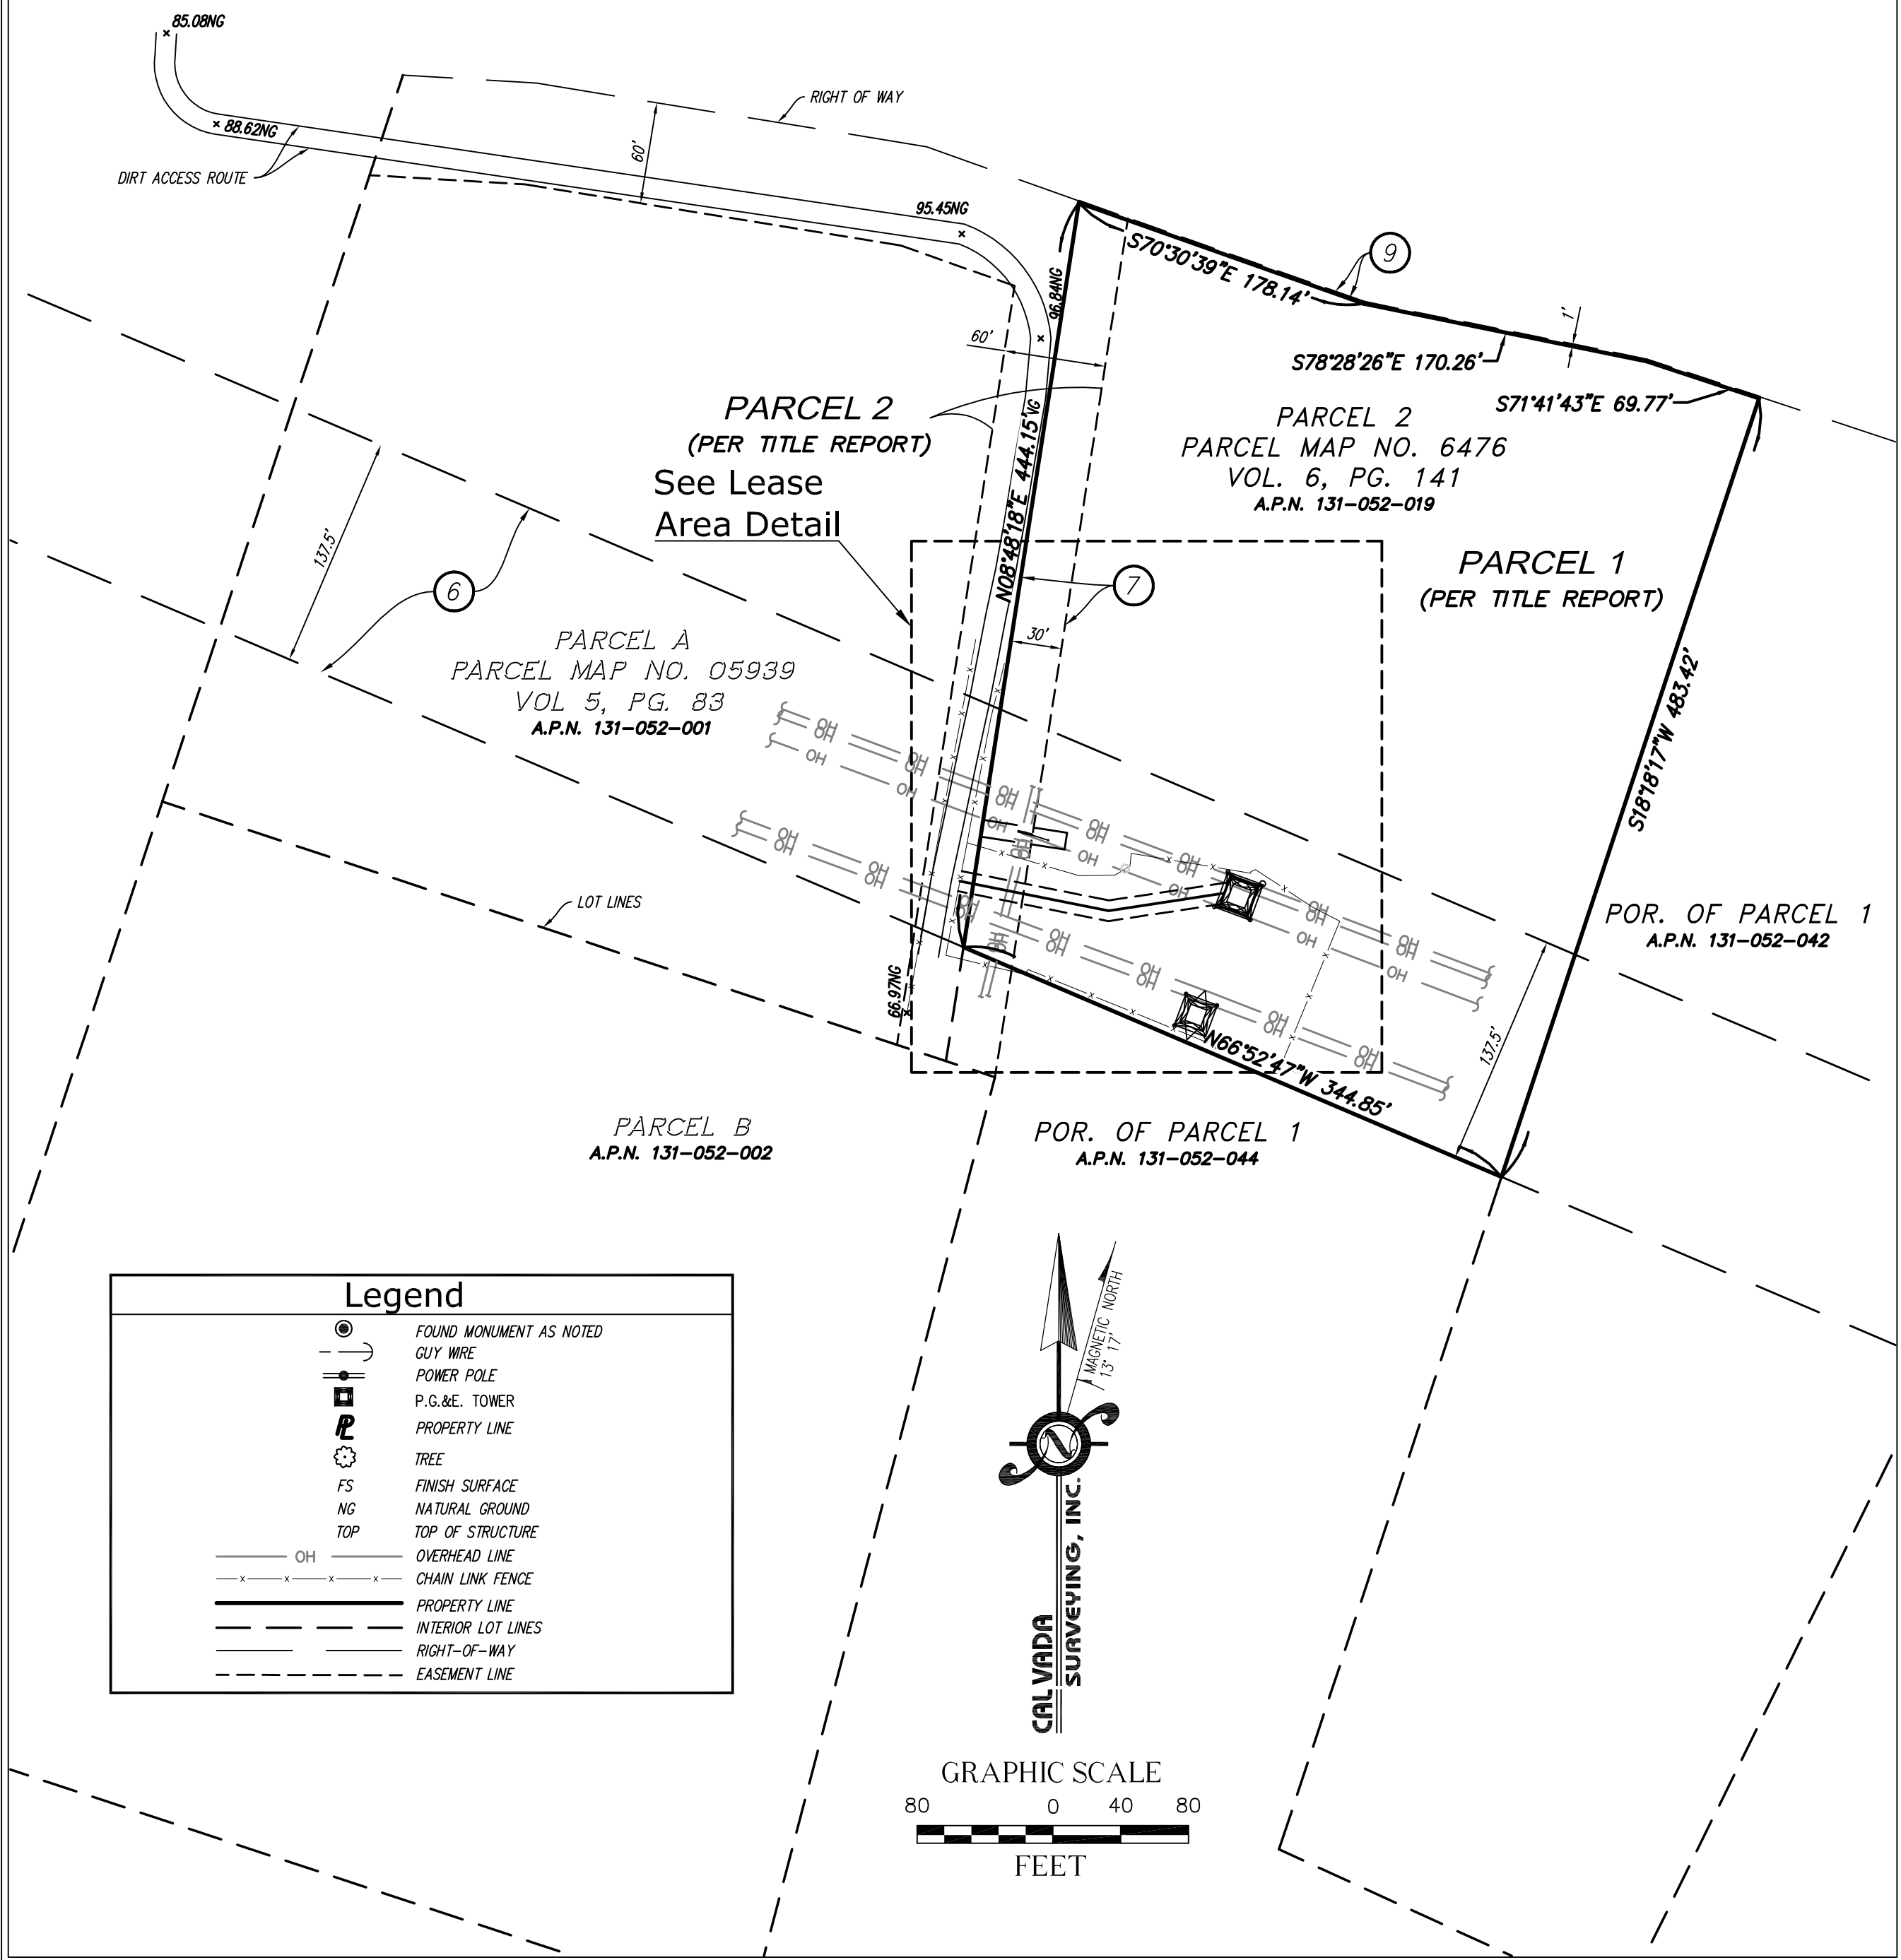 85.08NG
88.62NG
DIRT ACCESS ROUTE
RIGHT OF WAY
60'
95.45NG
96.84NG
60'
S70°30'39"E 178.14'
9
1'
S78°28'26"E 170.26'
S71°41'43"E 69.77'
PARCEL 2
(PER TITLE REPORT)
See Lease
Area Detail
PARCEL 2
PARCEL MAP NO. 6476
VOL. 6, PG. 141
A.P.N. 131-052-019
PARCEL 1
(PER TITLE REPORT)
N08°48'18"E 444.15'
7
30'
137.5'
6
PARCEL A
PARCEL MAP NO. 05939
VOL 5, PG. 83
A.P.N. 131-052-001
S18°18'17"W 483.42'
OH
LOT LINES
66.97NG
POR. OF PARCEL 1
A.P.N. 131-052-042
137.5'
N66°52'47"W 344.85'
PARCEL B
A.P.N. 131-052-002
POR. OF PARCEL 1
A.P.N. 131-052-044
Legend
FOUND MONUMENT AS NOTED
GUY WIRE
POWER POLE
P.G.&E. TOWER
PL PROPERTY LINE
TREE
FS FINISH SURFACE
NG NATURAL GROUND
TOP TOP OF STRUCTURE
OH OVERHEAD LINE
X X X X CHAIN LINK FENCE
PROPERTY LINE
INTERIOR LOT LINES
RIGHT-OF-WAY
EASEMENT LINE
MAGNETIC NORTH
13° 17'
N
CALVADA
SURVEYING, INC.
GRAPHIC SCALE
80 0 40 80
FEET